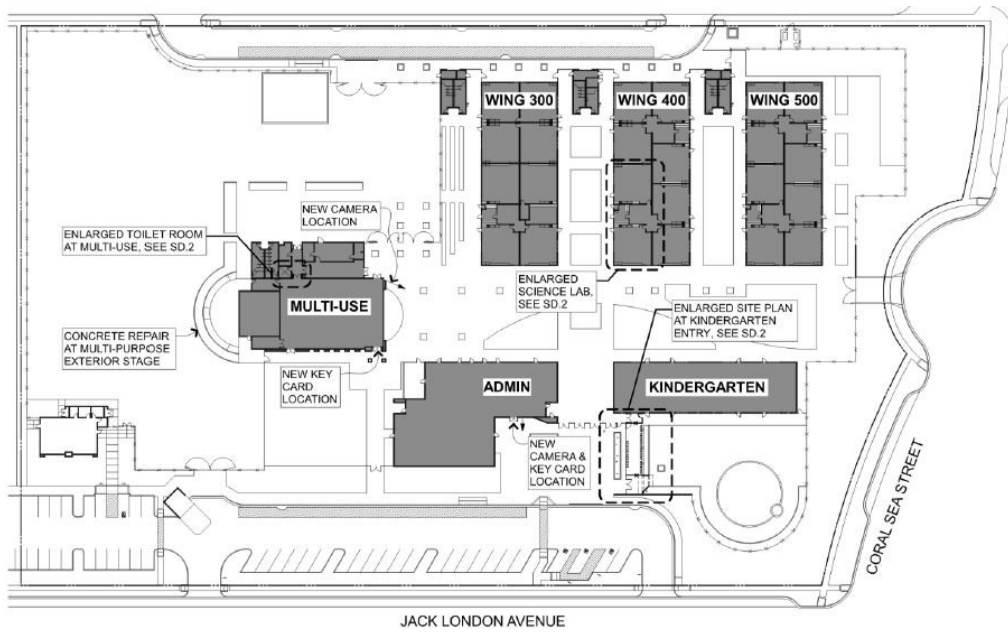 WING 300
WING 400
WING 500
NEW CAMERA
LOCATION
ENLARGED TOILET ROOM
AT MULTI-USE, SEE SD.2
ENLARGED
SCIENCE LAB,
SEE SD.2
ENLARGED SITE PLAN
AT KINDERGARTEN
ENTRY, SEE SD.2
MULTI-USE
CONCRETE REPAIR
AT MULTI-PURPOSE
EXTERIOR STAGE
NEW KEY
CARD
LOCATION
ADMIN
KINDERGARTEN
NEW
CAMERA &
KEY CARD
LOCATION
CORAL SEA STREET
JACK LONDON AVENUE